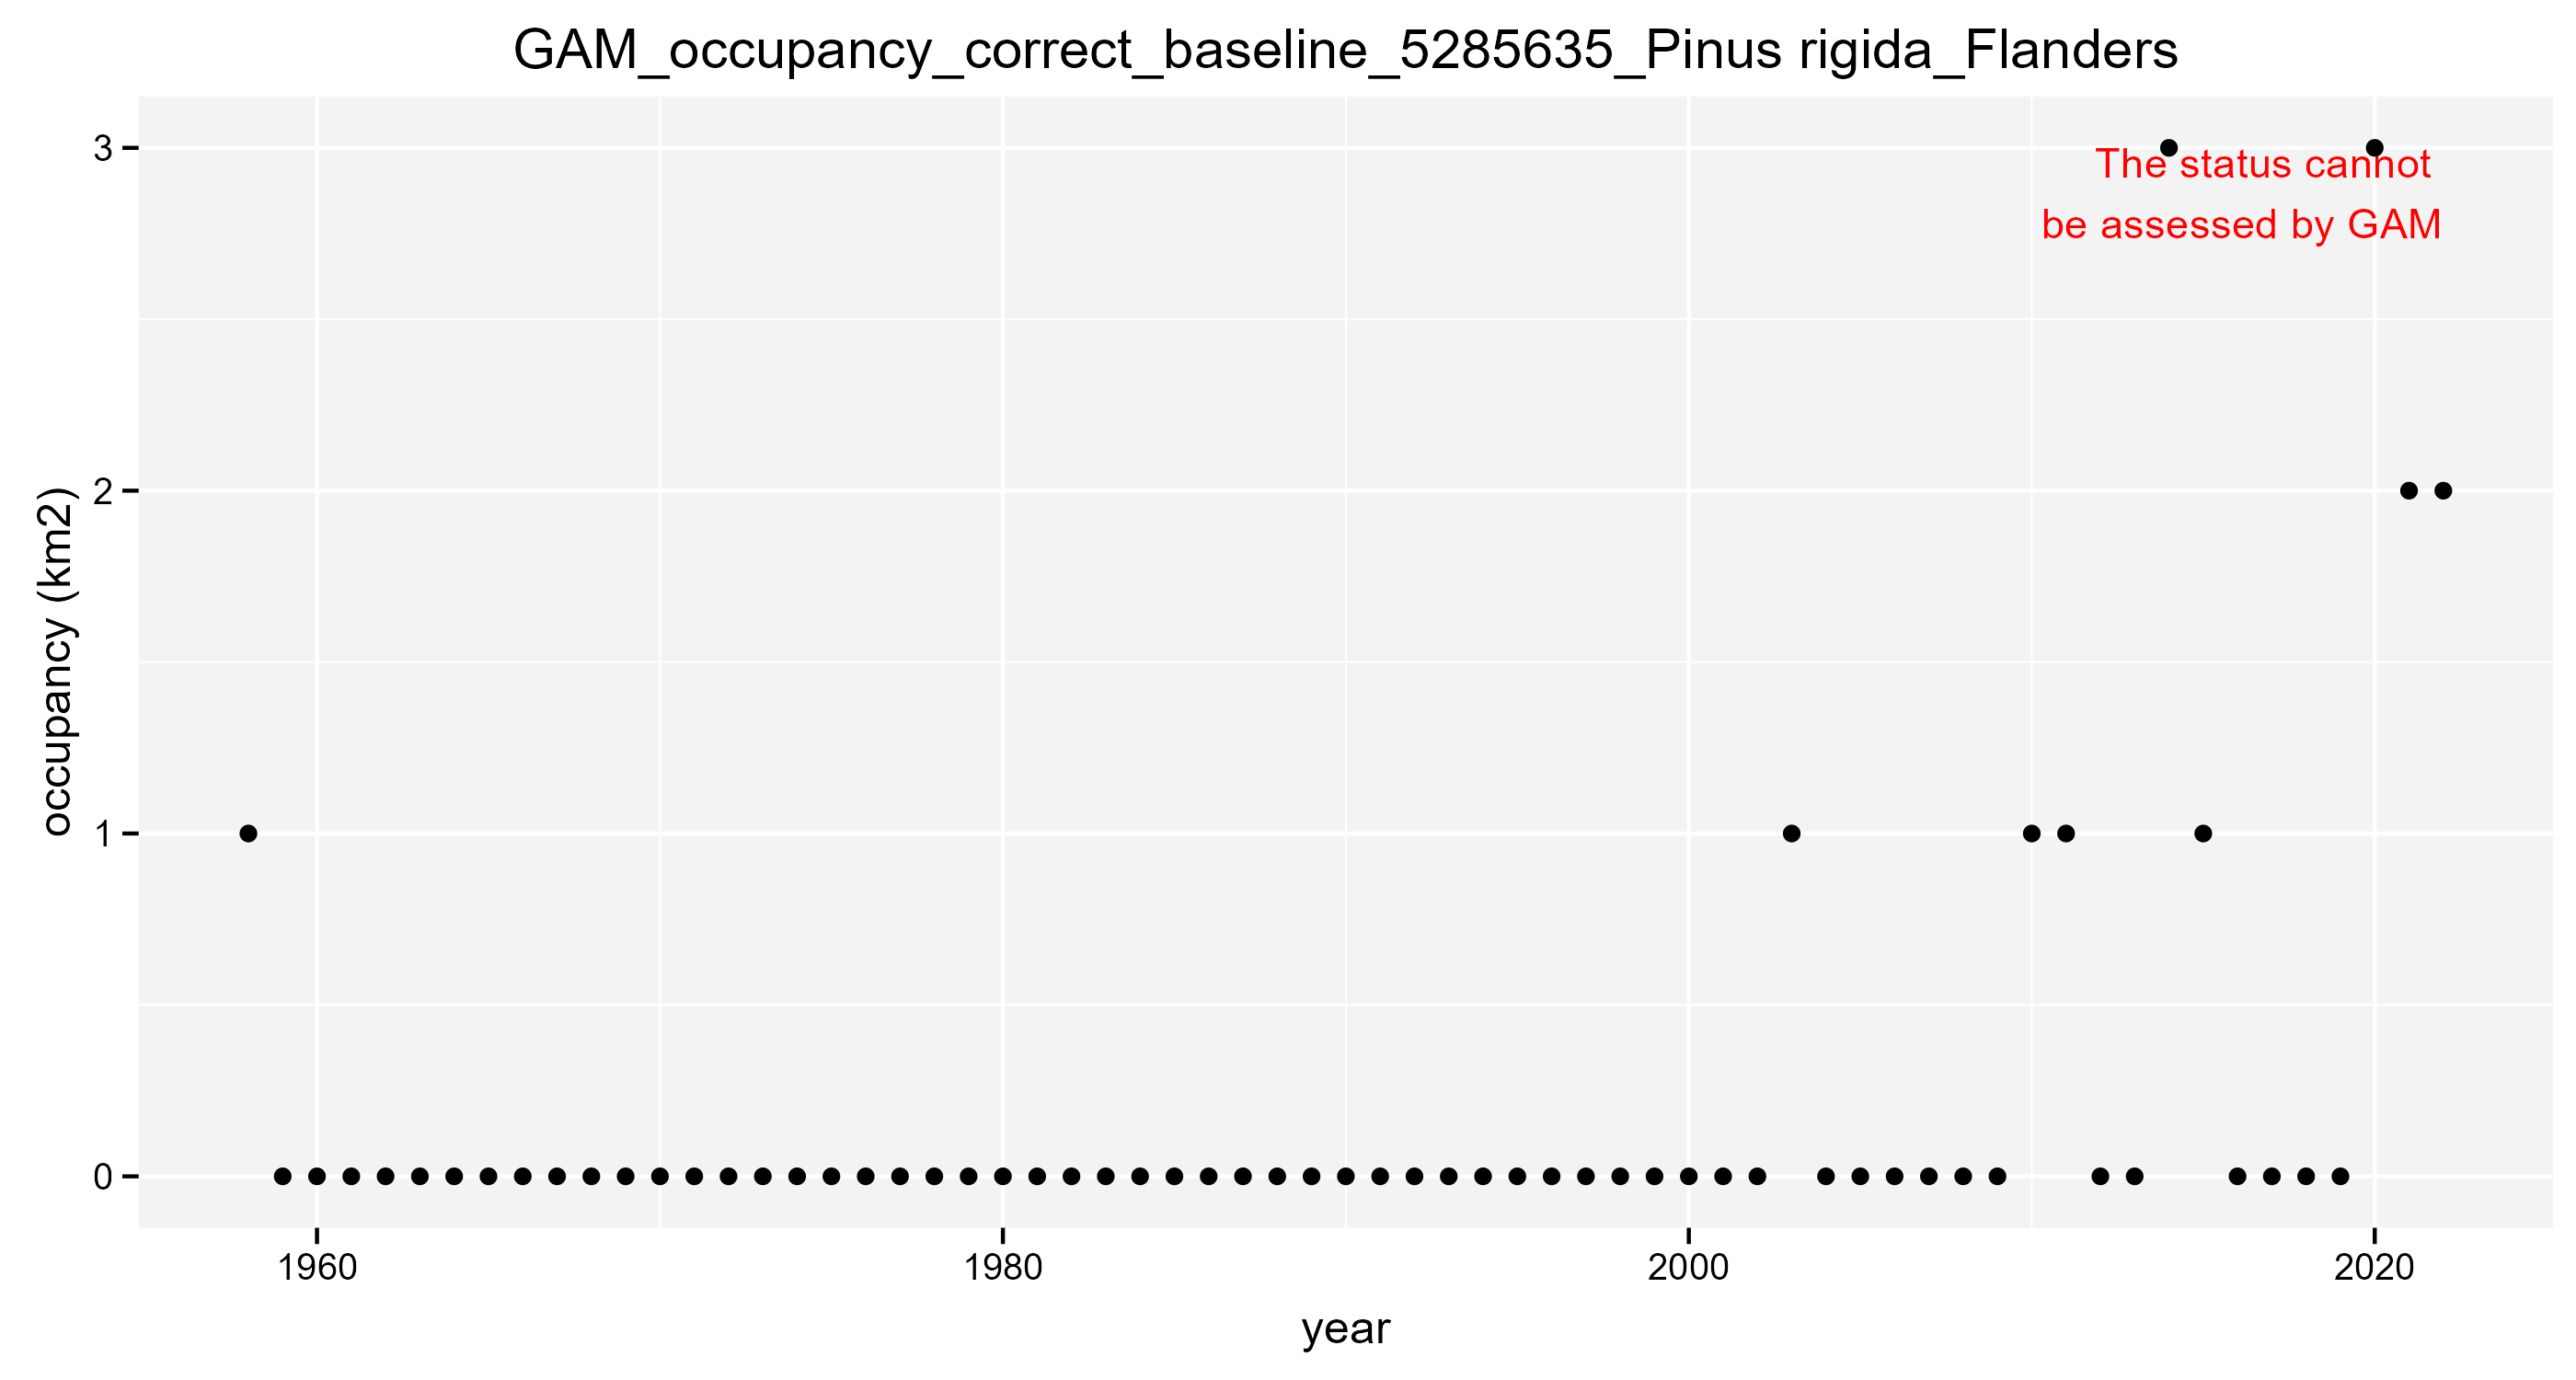 GAM_occupancy_correct_baseline_5285635_Pinus rigida_Flanders
3
The status cannot
be assessed by GAM
2
occupancy (km2)
1
0
1960
1980
2000
2020
year